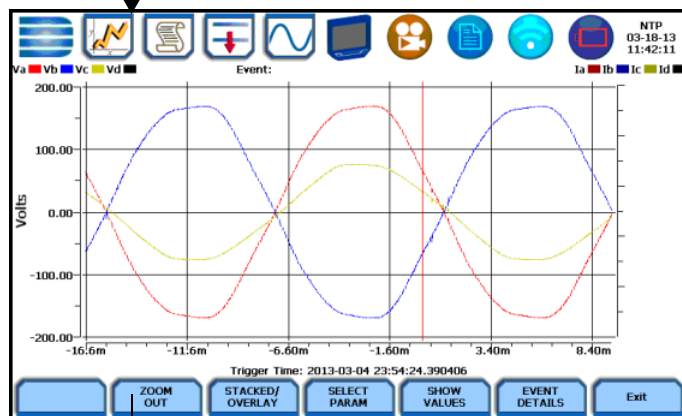 NTP
03-18-13
11:42:11
Va Vb Vc Vd Event: Ia Ib Ic Id
200.00
100.00
0.00
-100.00
-200.00
Volts
-16.6m -11.6m -6.60m -1.60m 3.40m 8.40m
Trigger Time: 2013-03-04 23:54:24.390406
ZOOM OUT
STACKED/ OVERLAY
SELECT PARAM
SHOW VALUES
EVENT DETAILS
Exit